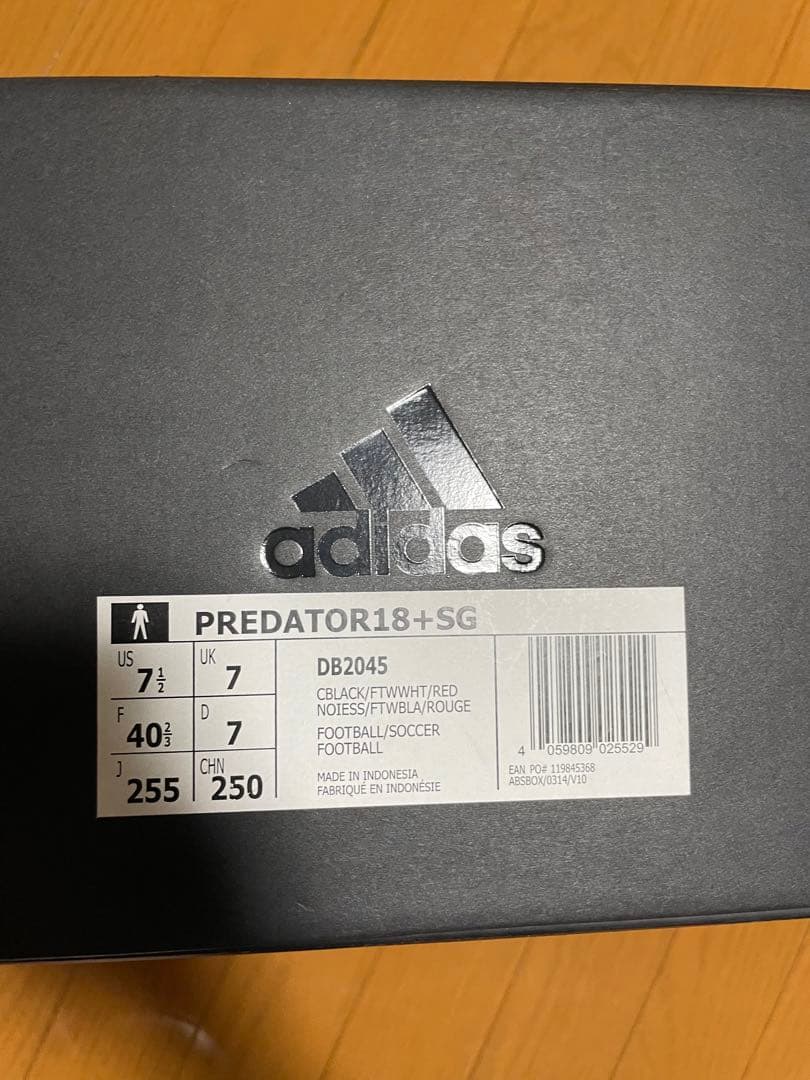 adidas
PREDATOR18+SG
US 7½
UK 7
F 40⅔
D 7
J 255
CHN 250
DB2045
CBLACK/FTWWHT/RED
NOIESS/FTWBLA/ROUGE
FOOTBALL/SOCCER
FOOTBALL
MADE IN INDONESIA
FABRIQUÉ EN INDONÉSIE
4 059809 025529
EAN PO# 119845368
ABSBOX/0314/V10